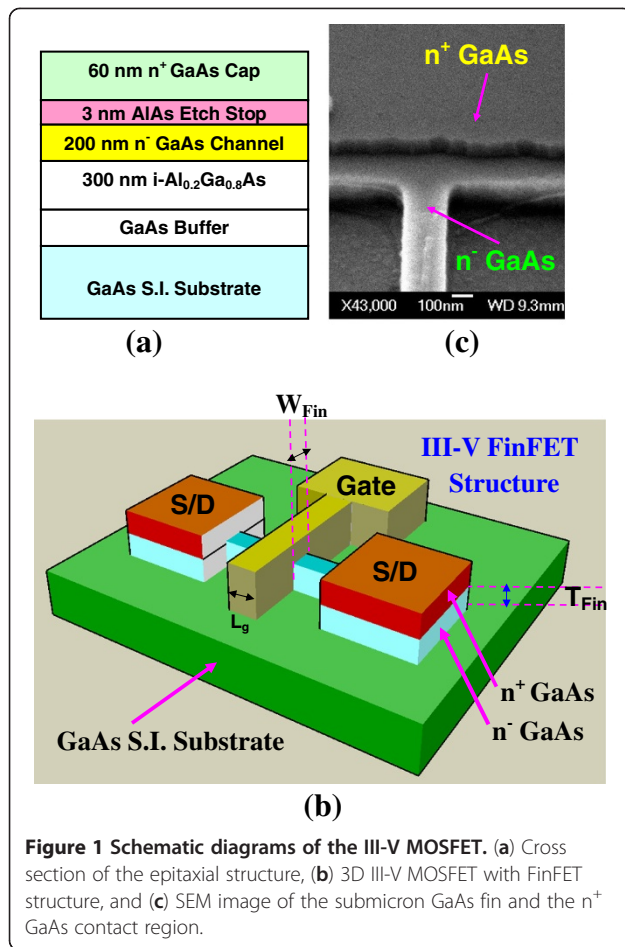 60 nm n⁺ GaAs Cap
3 nm AlAs Etch Stop
200 nm n⁻ GaAs Channel
300 nm i-Al₀.₂Ga₀.₈As
GaAs Buffer
GaAs S.I. Substrate
(a)
n⁺ GaAs
n⁻ GaAs
X43,000 100nm WD 9.3mm
(c)
W_Fin
III-V FinFET
Structure
Gate
S/D
S/D
L_g
T_Fin
n⁺ GaAs
n⁻ GaAs
GaAs S.I. Substrate
(b)
Figure 1 Schematic diagrams of the III-V MOSFET. (a) Cross
section of the epitaxial structure, (b) 3D III-V MOSFET with FinFET
structure, and (c) SEM image of the submicron GaAs fin and the n⁺
GaAs contact region.